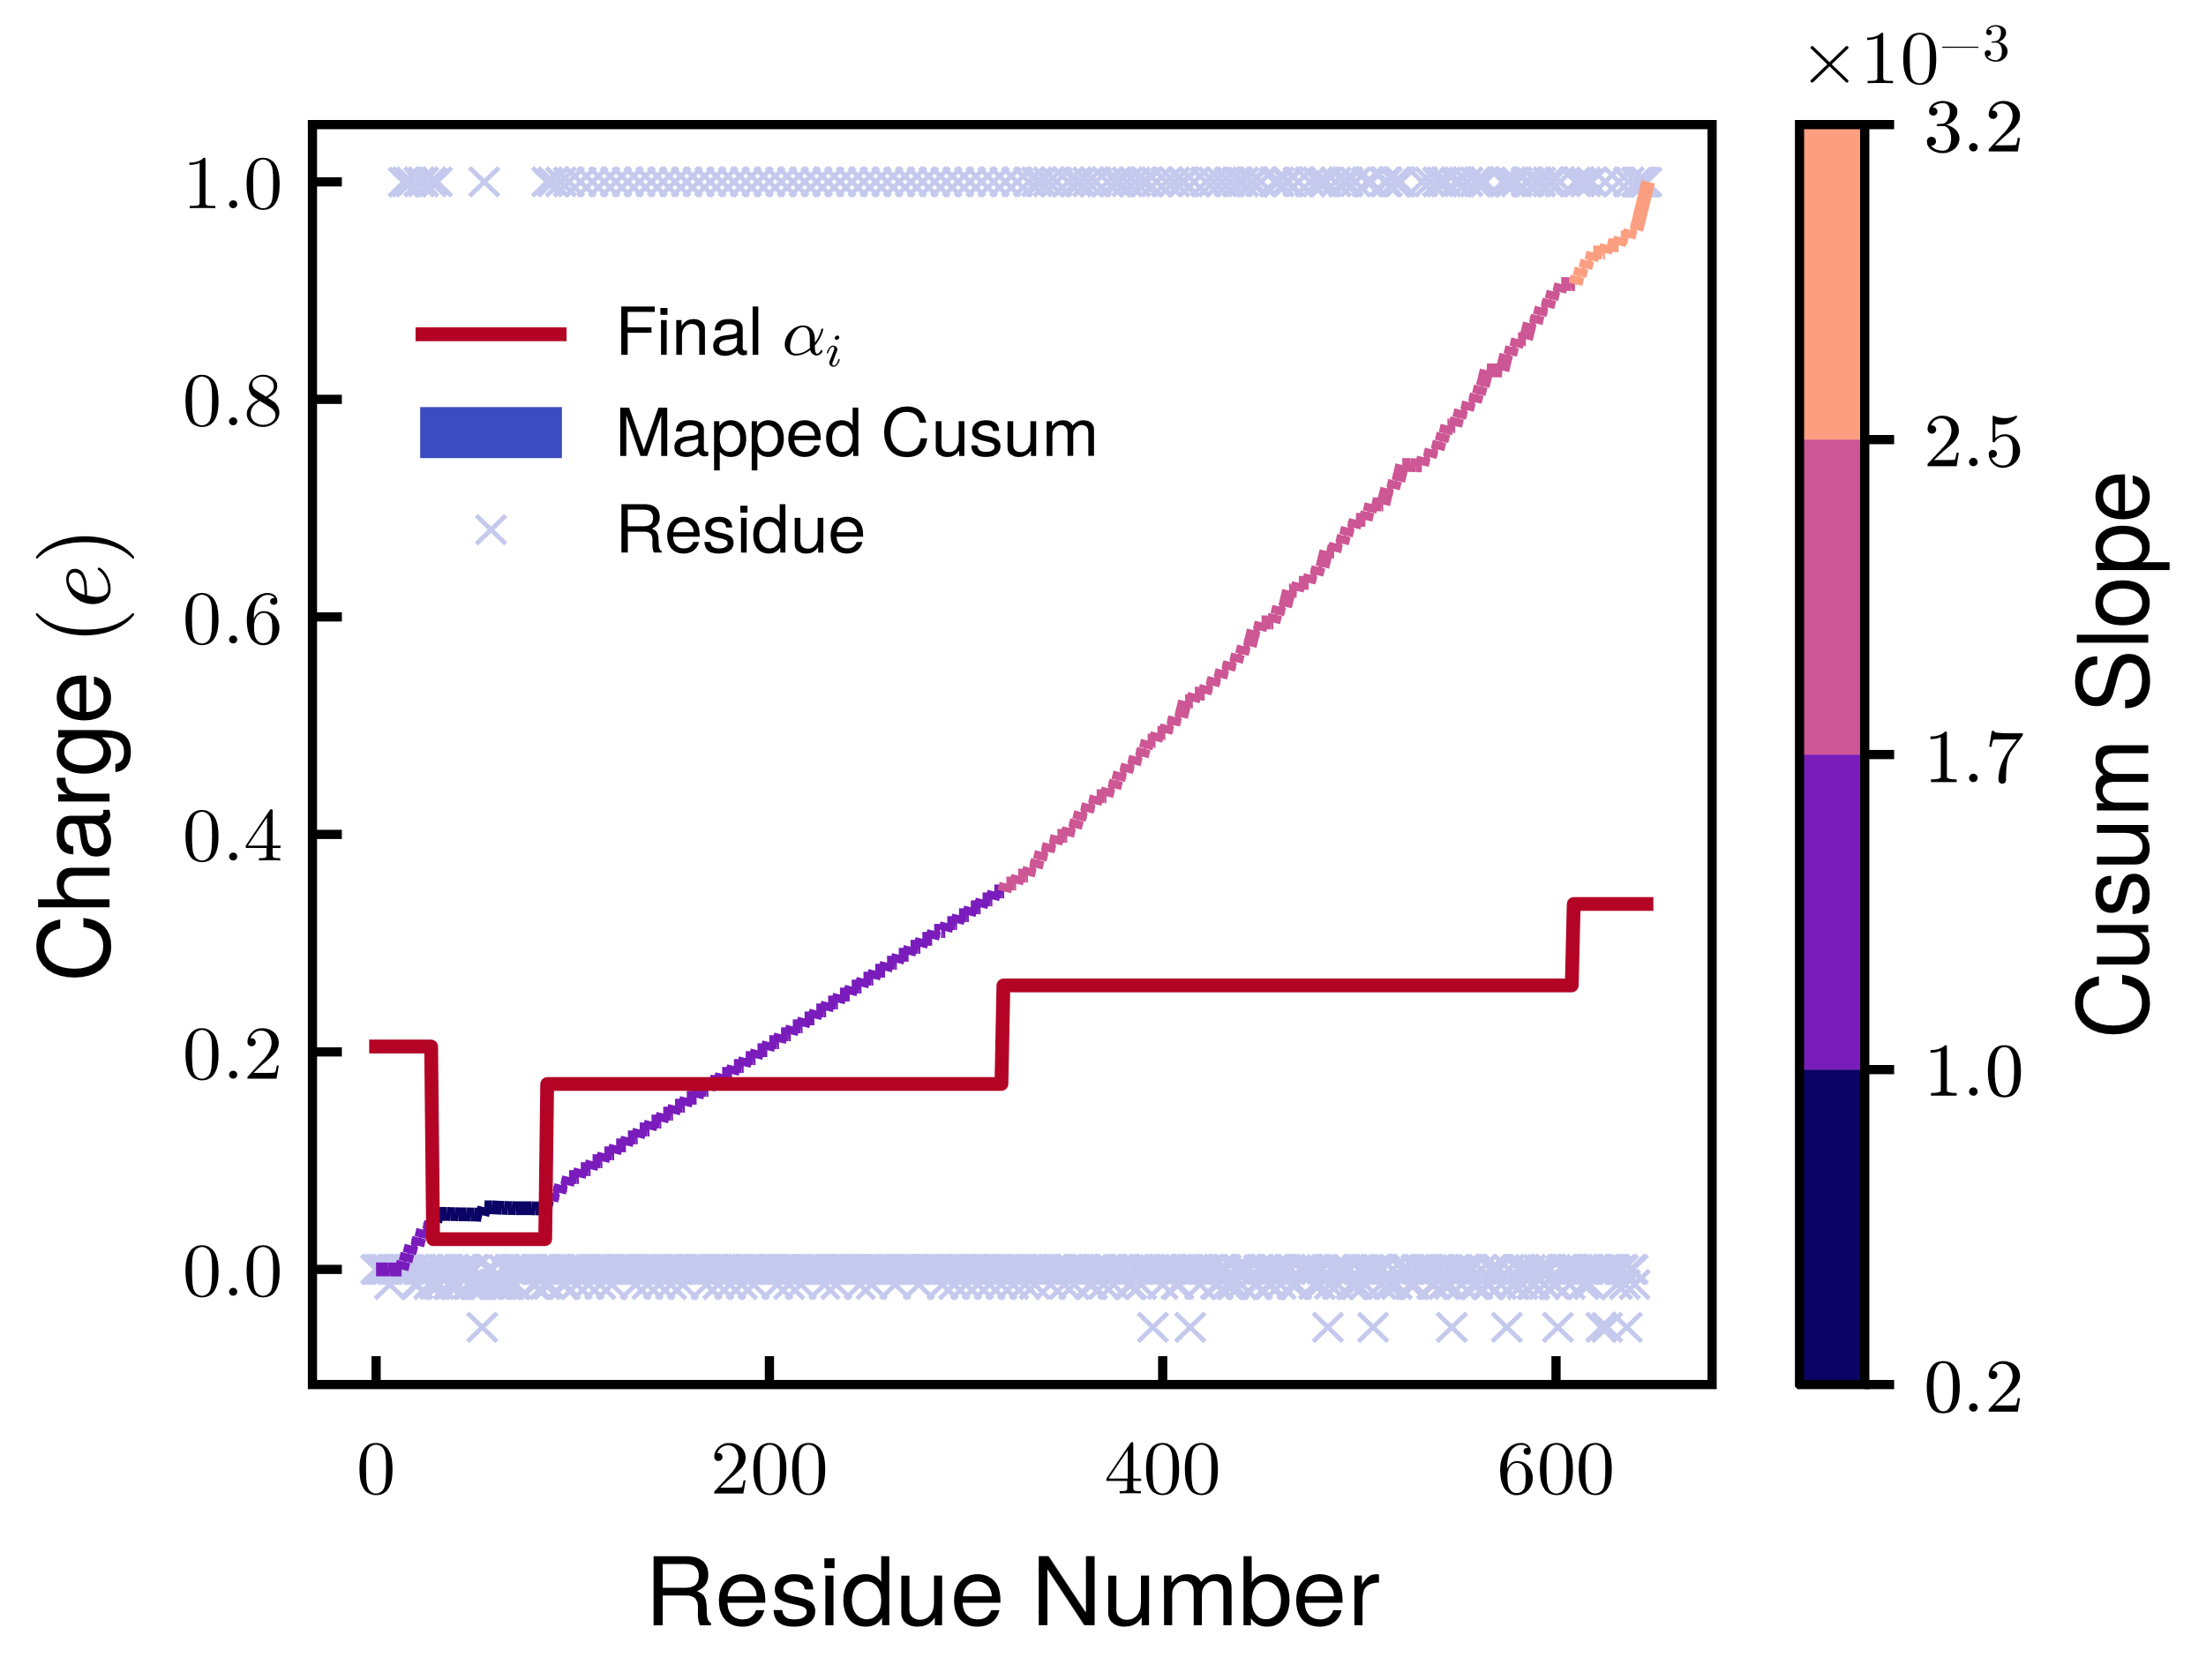 ×10⁻³
Charge (e)
1.0
0.8
0.6
0.4
0.2
0.0
Final αᵢ
Mapped Cusum
Residue
3.2
2.5
1.7
1.0
0.2
Cusum Slope
0
200
400
600
Residue Number